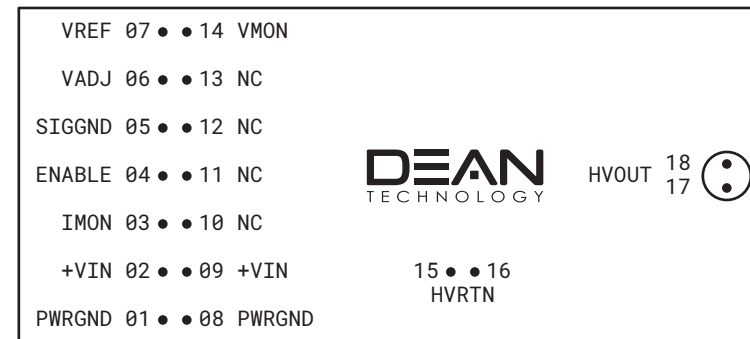 VREF 07 14 VMON
VADJ 06 13 NC
SIGGND 05 12 NC
ENABLE 04 11 NC
IMON 03 10 NC
+VIN 02 09 +VIN
PWRGND 01 08 PWRGND
DEAN
TECHNOLOGY
15 16
HVRTN
HVOUT 18
17